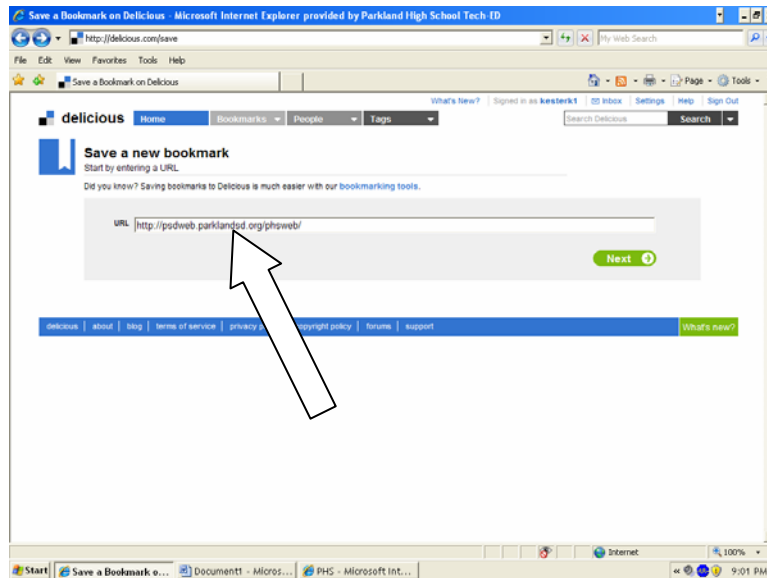 Save a Bookmark on Delicious - Microsoft Internet Explorer provided by Parkland High School Tech-ED
http://delicious.com/save
My Web Search
File Edit View Favorites Tools Help
Save a Bookmark on Delicious
Page Tools
What's New? Signed in as kesterk1 Inbox Settings Help Sign Out
delicious Home Bookmarks People Tags Search Delicious Search
Save a new bookmark
Start by entering a URL
Did you know? Saving bookmarks to Delicious is much easier with our bookmarking tools.
URL http://psdweb.parklandsd.org/phsweb/
Next
delicious | about | blog | terms of service | privacy | copyright policy | forums | support What's new?
Internet 100%
Start Save a Bookmark o... Document1 - Micros... PHS - Microsoft Int... 9:01 PM